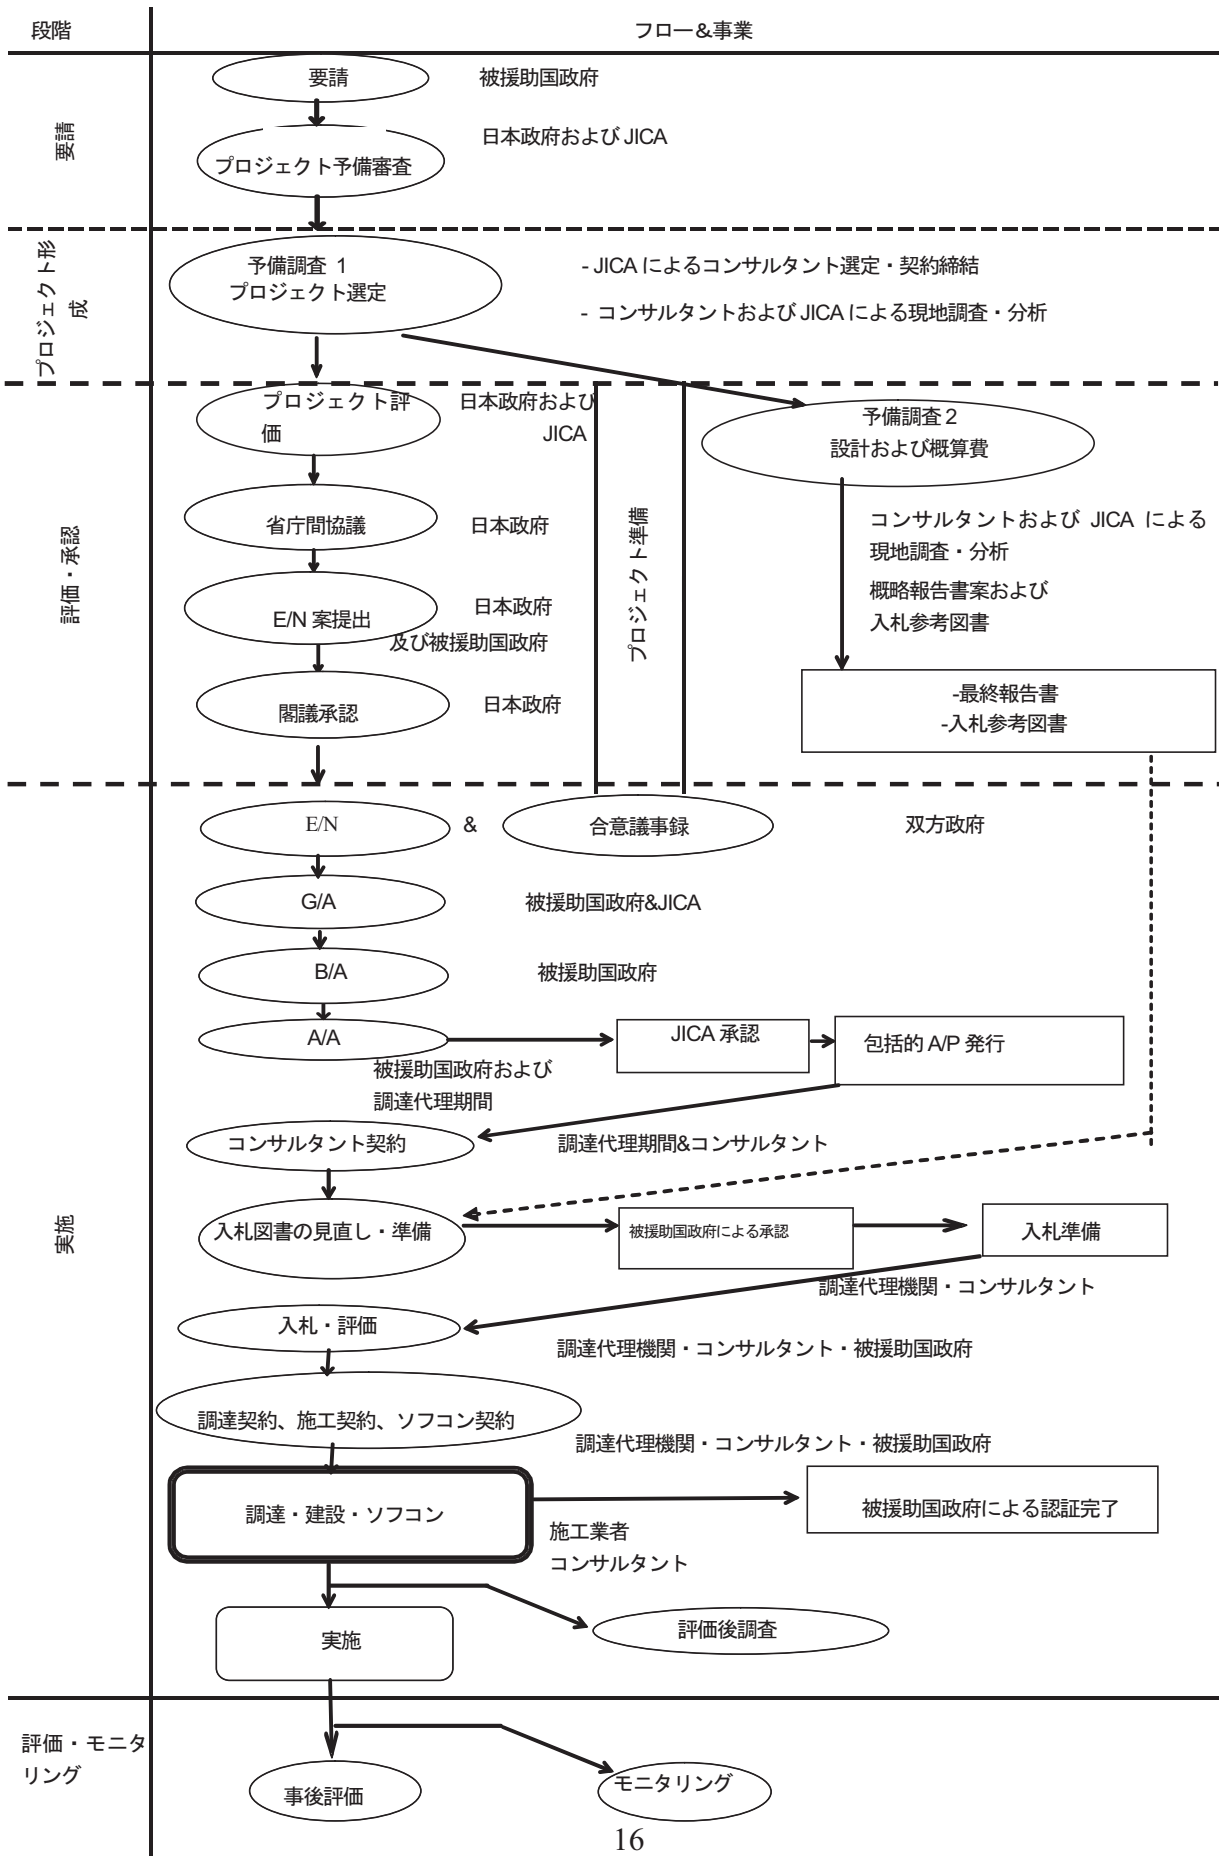 段階
フロー&事業
要請
要請
被援助国政府
プロジェクト予備審査
日本政府および JICA
プロジェクト形
成
予備調査 1
プロジェクト選定
- JICA によるコンサルタント選定・契約締結
- コンサルタントおよび JICA による現地調査・分析
評価・承認
プロジェクト評
価
日本政府および
JICA
予備調査 2
設計および概算費
省庁間協議
日本政府
プロジェクト準備
コンサルタントおよび JICA による
現地調査・分析
概略報告書案および
入札参考図書
E/N 案提出
日本政府
及び被援助国政府
閣議承認
日本政府
-最終報告書
-入札参考図書
実施
E/N
&
合意議事録
双方政府
G/A
被援助国政府&JICA
B/A
被援助国政府
A/A
JICA 承認
包括的 A/P 発行
被援助国政府および
調達代理期間
コンサルタント契約
調達代理期間&コンサルタント
入札図書の見直し・準備
被援助国政府による承認
入札準備
調達代理機関・コンサルタント
入札・評価
調達代理機関・コンサルタント・被援助国政府
調達契約、施工契約、ソフコン契約
調達代理機関・コンサルタント・被援助国政府
調達・建設・ソフコン
被援助国政府による認証完了
施工業者
コンサルタント
実施
評価後調査
評価・モニタ
リング
事後評価
モニタリング
16